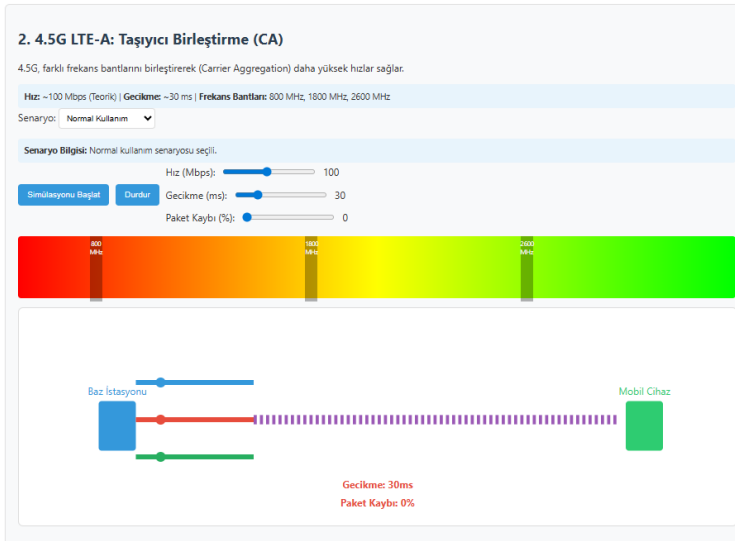 2. 4.5G LTE-A: Taşıyıcı Birleştirme (CA)
4.5G, farklı frekans bantlarını birleştirerek (Carrier Aggregation) daha yüksek hızlar sağlar.
Hız: ~100 Mbps (Teorik) | Gecikme: ~30 ms | Frekans Bantları: 800 MHz, 1800 MHz, 2600 MHz
Senaryo: Normal Kullanım
Senaryo Bilgisi: Normal kullanım senaryosu seçili.
Hız (Mbps): 100
Simülasyonu Başlat Durdur Gecikme (ms): 30
Paket Kaybı (%): 0
800 1800 2600
MHz MHz MHz
Baz İstasyonu Mobil Cihaz
Gecikme: 30ms
Paket Kaybı: 0%